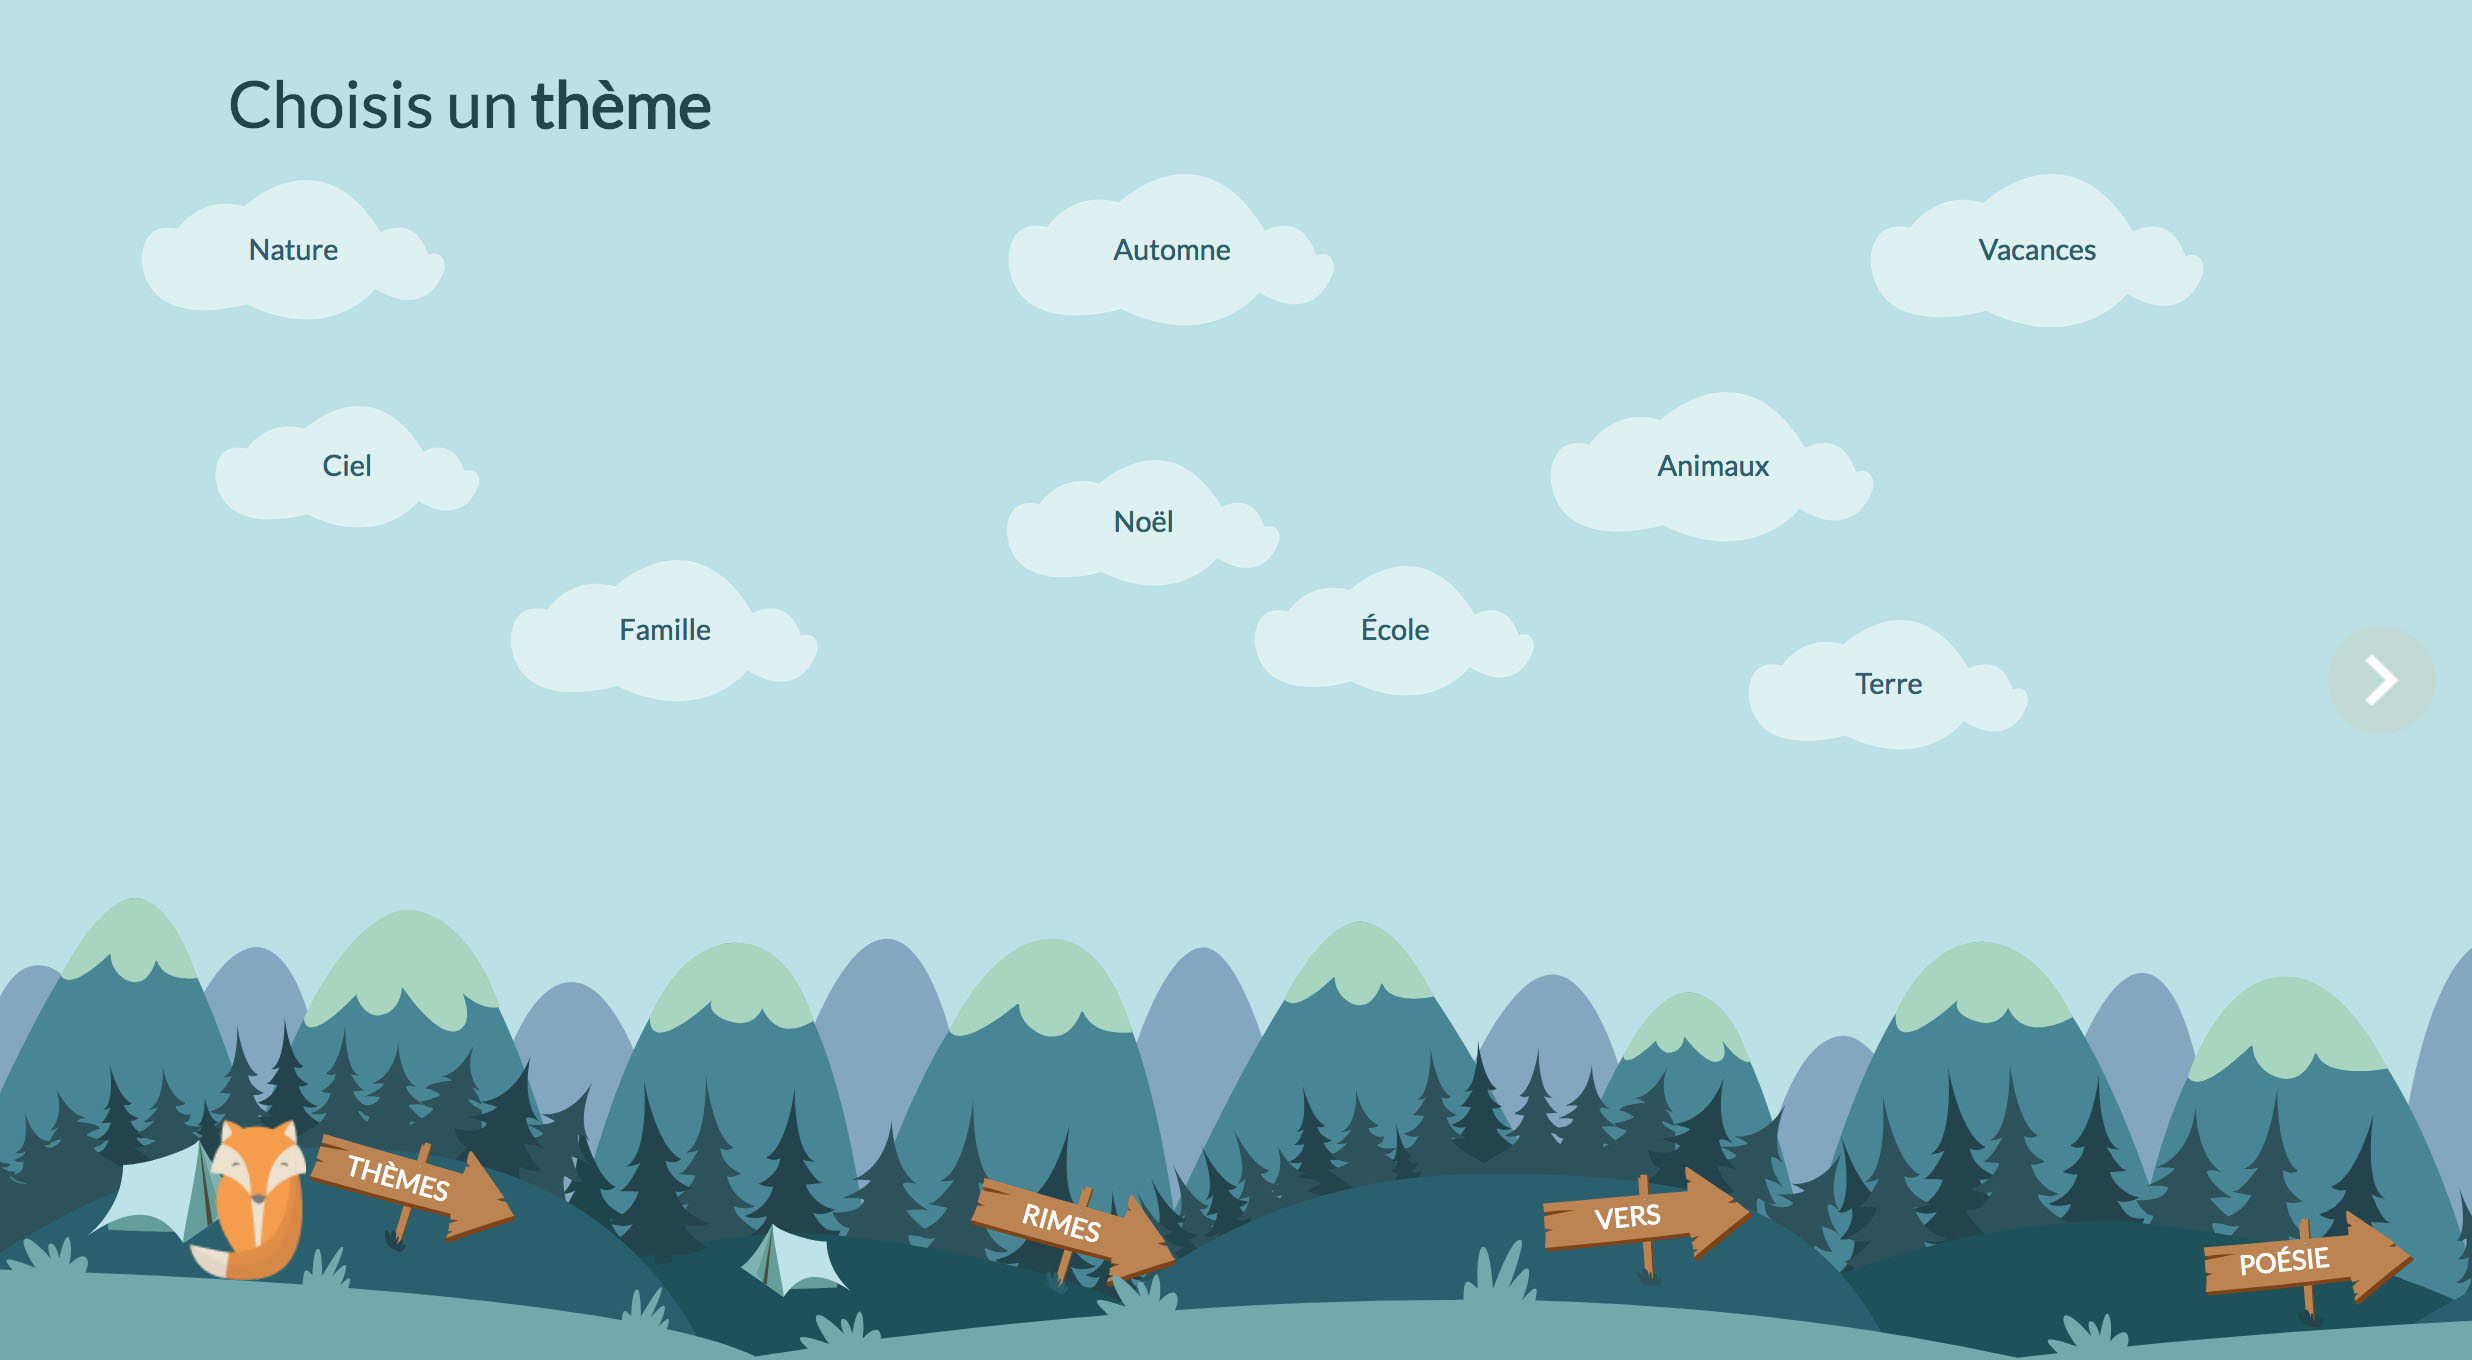 Choisis un thème
Nature
Automne
Vacances
Ciel
Animaux
Noël
Famille
École
Terre
THÈMES
RIMES
VERS
POÉSIE